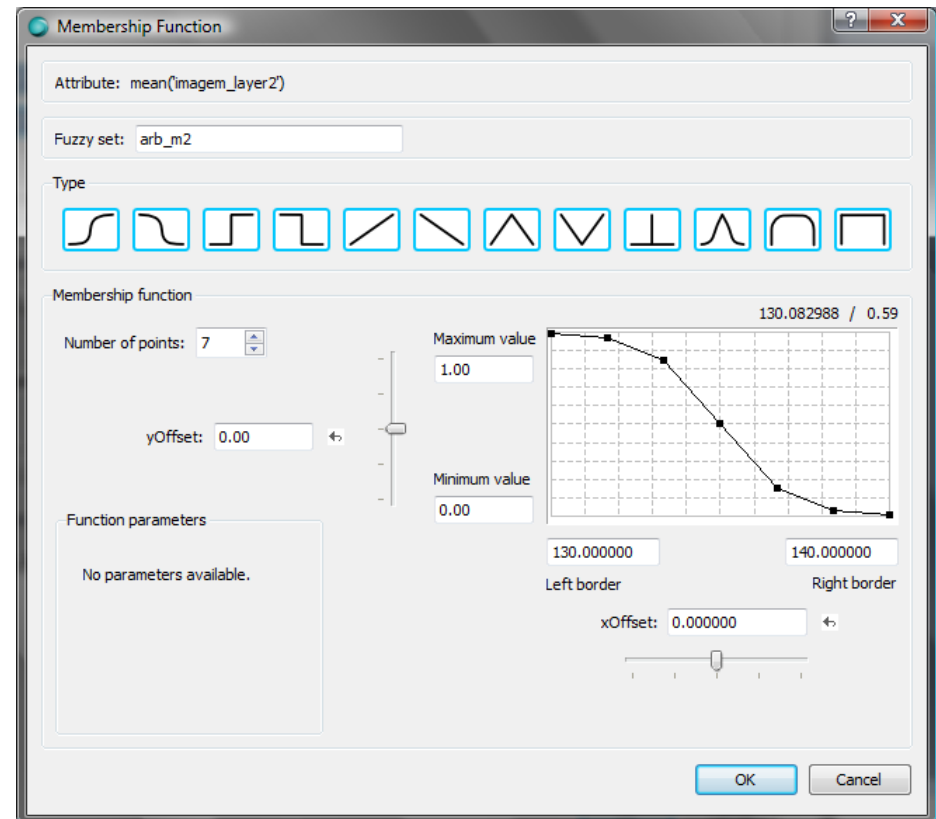 Membership Function
Attribute: mean('imagem_layer2')
Fuzzy set: arb_m2
Type
Membership function
130.082988 / 0.59
Number of points: 7
Maximum value
1.00
yOffset: 0.00
Minimum value
0.00
Function parameters
No parameters available.
130.000000 140.000000
Left border Right border
xOffset: 0.000000
OK Cancel